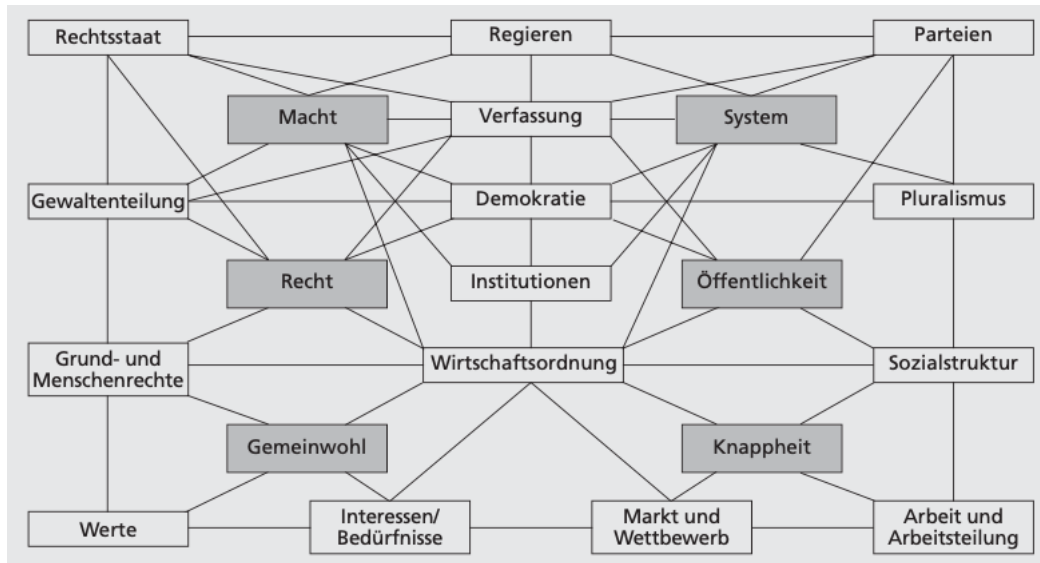 Rechtsstaat
Regieren
Parteien
Macht
Verfassung
System
Gewaltenteilung
Demokratie
Pluralismus
Recht
Institutionen
Öffentlichkeit
Grund- und
Menschenrechte
Wirtschaftsordnung
Sozialstruktur
Gemeinwohl
Knappheit
Werte
Interessen/
Bedürfnisse
Markt und
Wettbewerb
Arbeit und
Arbeitsteilung